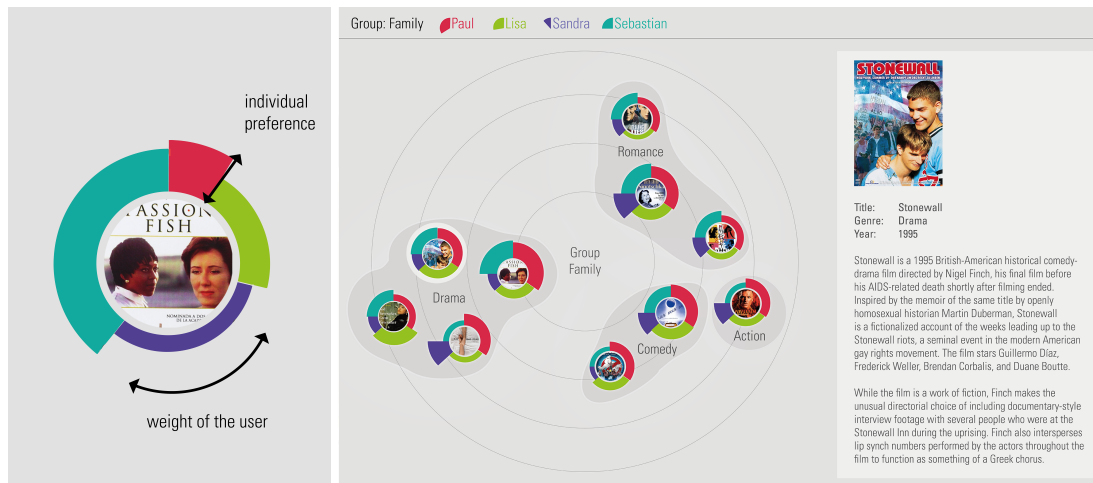 individual
preference
PASSION
FISH
weight of the user
Group: Family
Paul
Lisa
Sandra
Sebastian
Romance
Group
Family
Drama
Comedy
Action
STONEWALL
Title: Stonewall
Genre: Drama
Year: 1995
Stonewall is a 1995 British-American historical comedy-
drama film directed by Nigel Finch, his final film before
his AIDS-related death shortly after filming ended.
Inspired by the memoir of the same title by openly
homosexual historian Martin Duberman, Stonewall
is a fictionalized account of the weeks leading up to the
Stonewall riots, a seminal event in the modern American
gay rights movement. The film stars Guillermo Díaz,
Frederick Weller, Brendan Corbalis, and Duane Boutte.
While the film is a work of fiction, Finch makes the
unusual directorial choice of including documentary-style
interview footage with several people who were at the
Stonewall Inn during the uprising. Finch also intersperses
lip synch numbers performed by the actors throughout the
film to function as something of a Greek chorus.